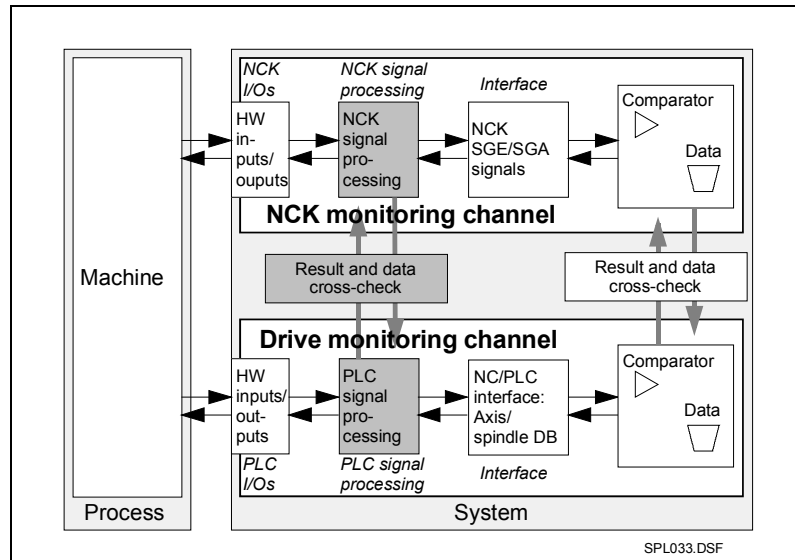 NCK
I/Os
NCK signal
processing
Interface
HW
in-
puts/
ouputs
NCK
signal
pro-
cessing
NCK
SGE/SGA
signals
Comparator
Data
NCK monitoring channel
Machine
Result and data
cross-check
Result and data
cross-check
Drive monitoring channel
HW
inputs/
out-
puts
PLC
signal
pro-
cessing
NC/PLC
interface:
Axis/
spindle DB
Comparator
Data
PLC
I/Os
PLC signal
processing
Interface
Process
System
SPL033.DSF